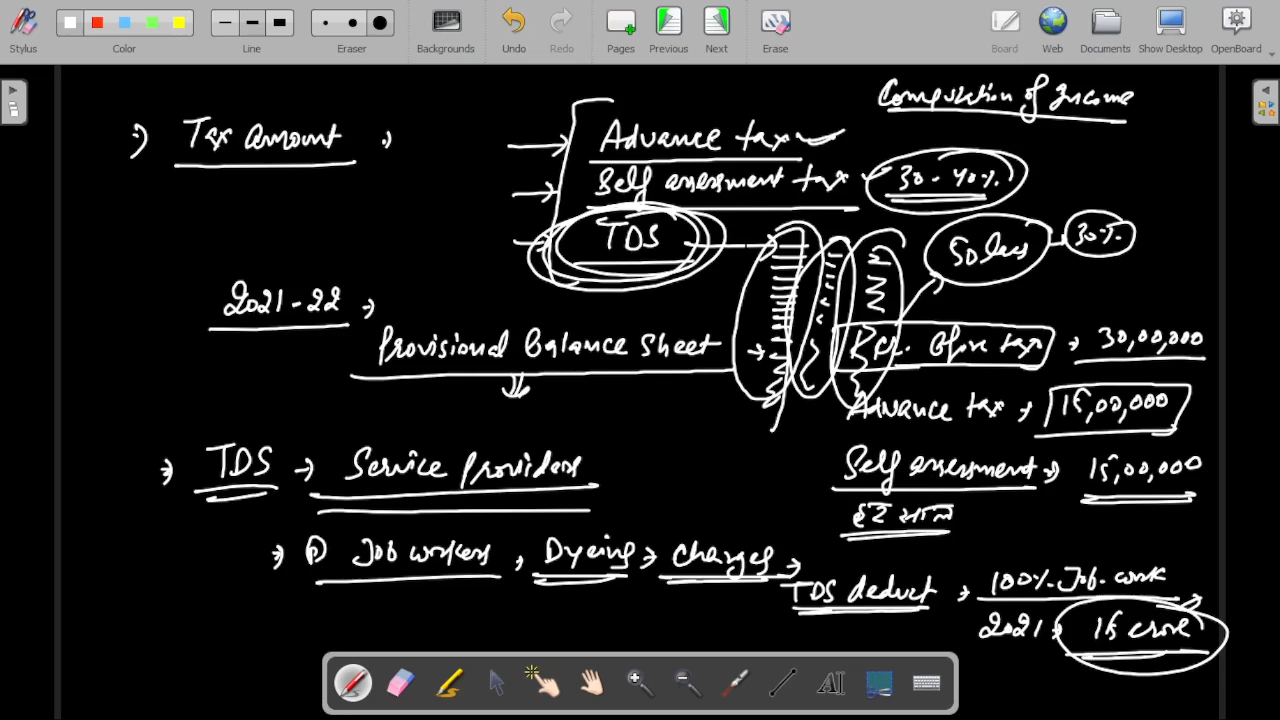 Stylus Color Line Eraser Backgrounds Undo Redo Pages Previous Next Erase Board Web Documents Show Desktop OpenBoard
Computation of Income
Tax amount
Advance tax
Self assessment tax 30-40%
TDS
50 lacs 30%
2021-22
Provisional Balance Sheet
Before tax 30,00,000
Advance tax 15,00,000
TDS Service providers
Self assessment 15,00,000
हर साल
Job workers, Dyeing charges
TDS deduct 100% Job work
2021 15 crore